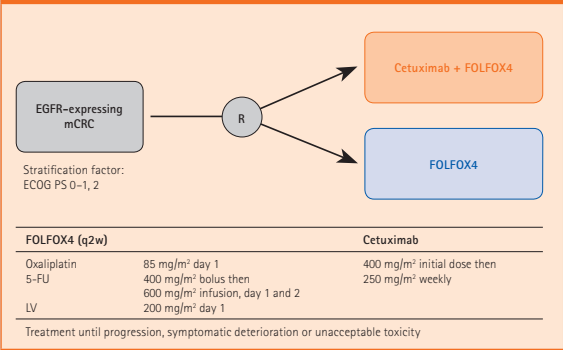 Cetuximab + FOLFOX4
EGFR-expressing
mCRC
R
FOLFOX4
Stratification factor:
ECOG PS 0–1, 2
FOLFOX4 (q2w) Cetuximab
Oxaliplatin 85 mg/m² day 1 400 mg/m² initial dose then
5-FU 400 mg/m² bolus then 250 mg/m² weekly
600 mg/m² infusion, day 1 and 2
LV 200 mg/m² day 1
Treatment until progression, symptomatic deterioration or unacceptable toxicity